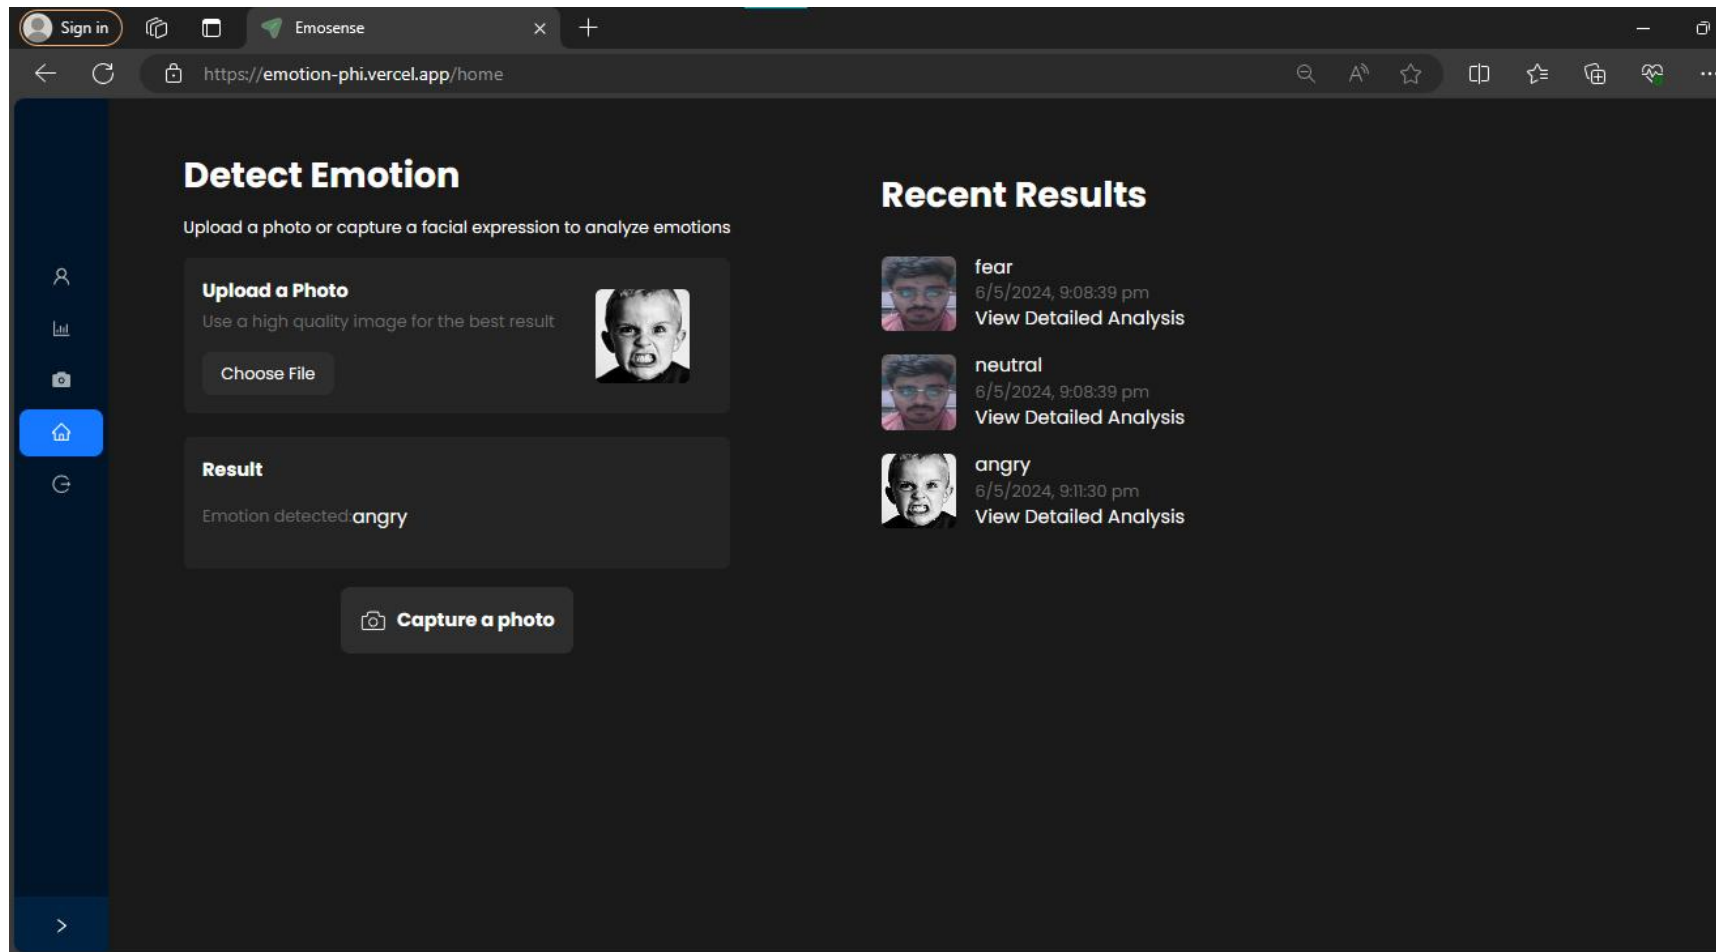 Sign in
Emosense
https://emotion-phi.vercel.app/home
Detect Emotion
Upload a photo or capture a facial expression to analyze emotions
Upload a Photo
Use a high quality image for the best result
Choose File
Result
Emotion detected:angry
Capture a photo
Recent Results
fear
6/5/2024, 9:08:39 pm
View Detailed Analysis
neutral
6/5/2024, 9:08:39 pm
View Detailed Analysis
angry
6/5/2024, 9:11:30 pm
View Detailed Analysis